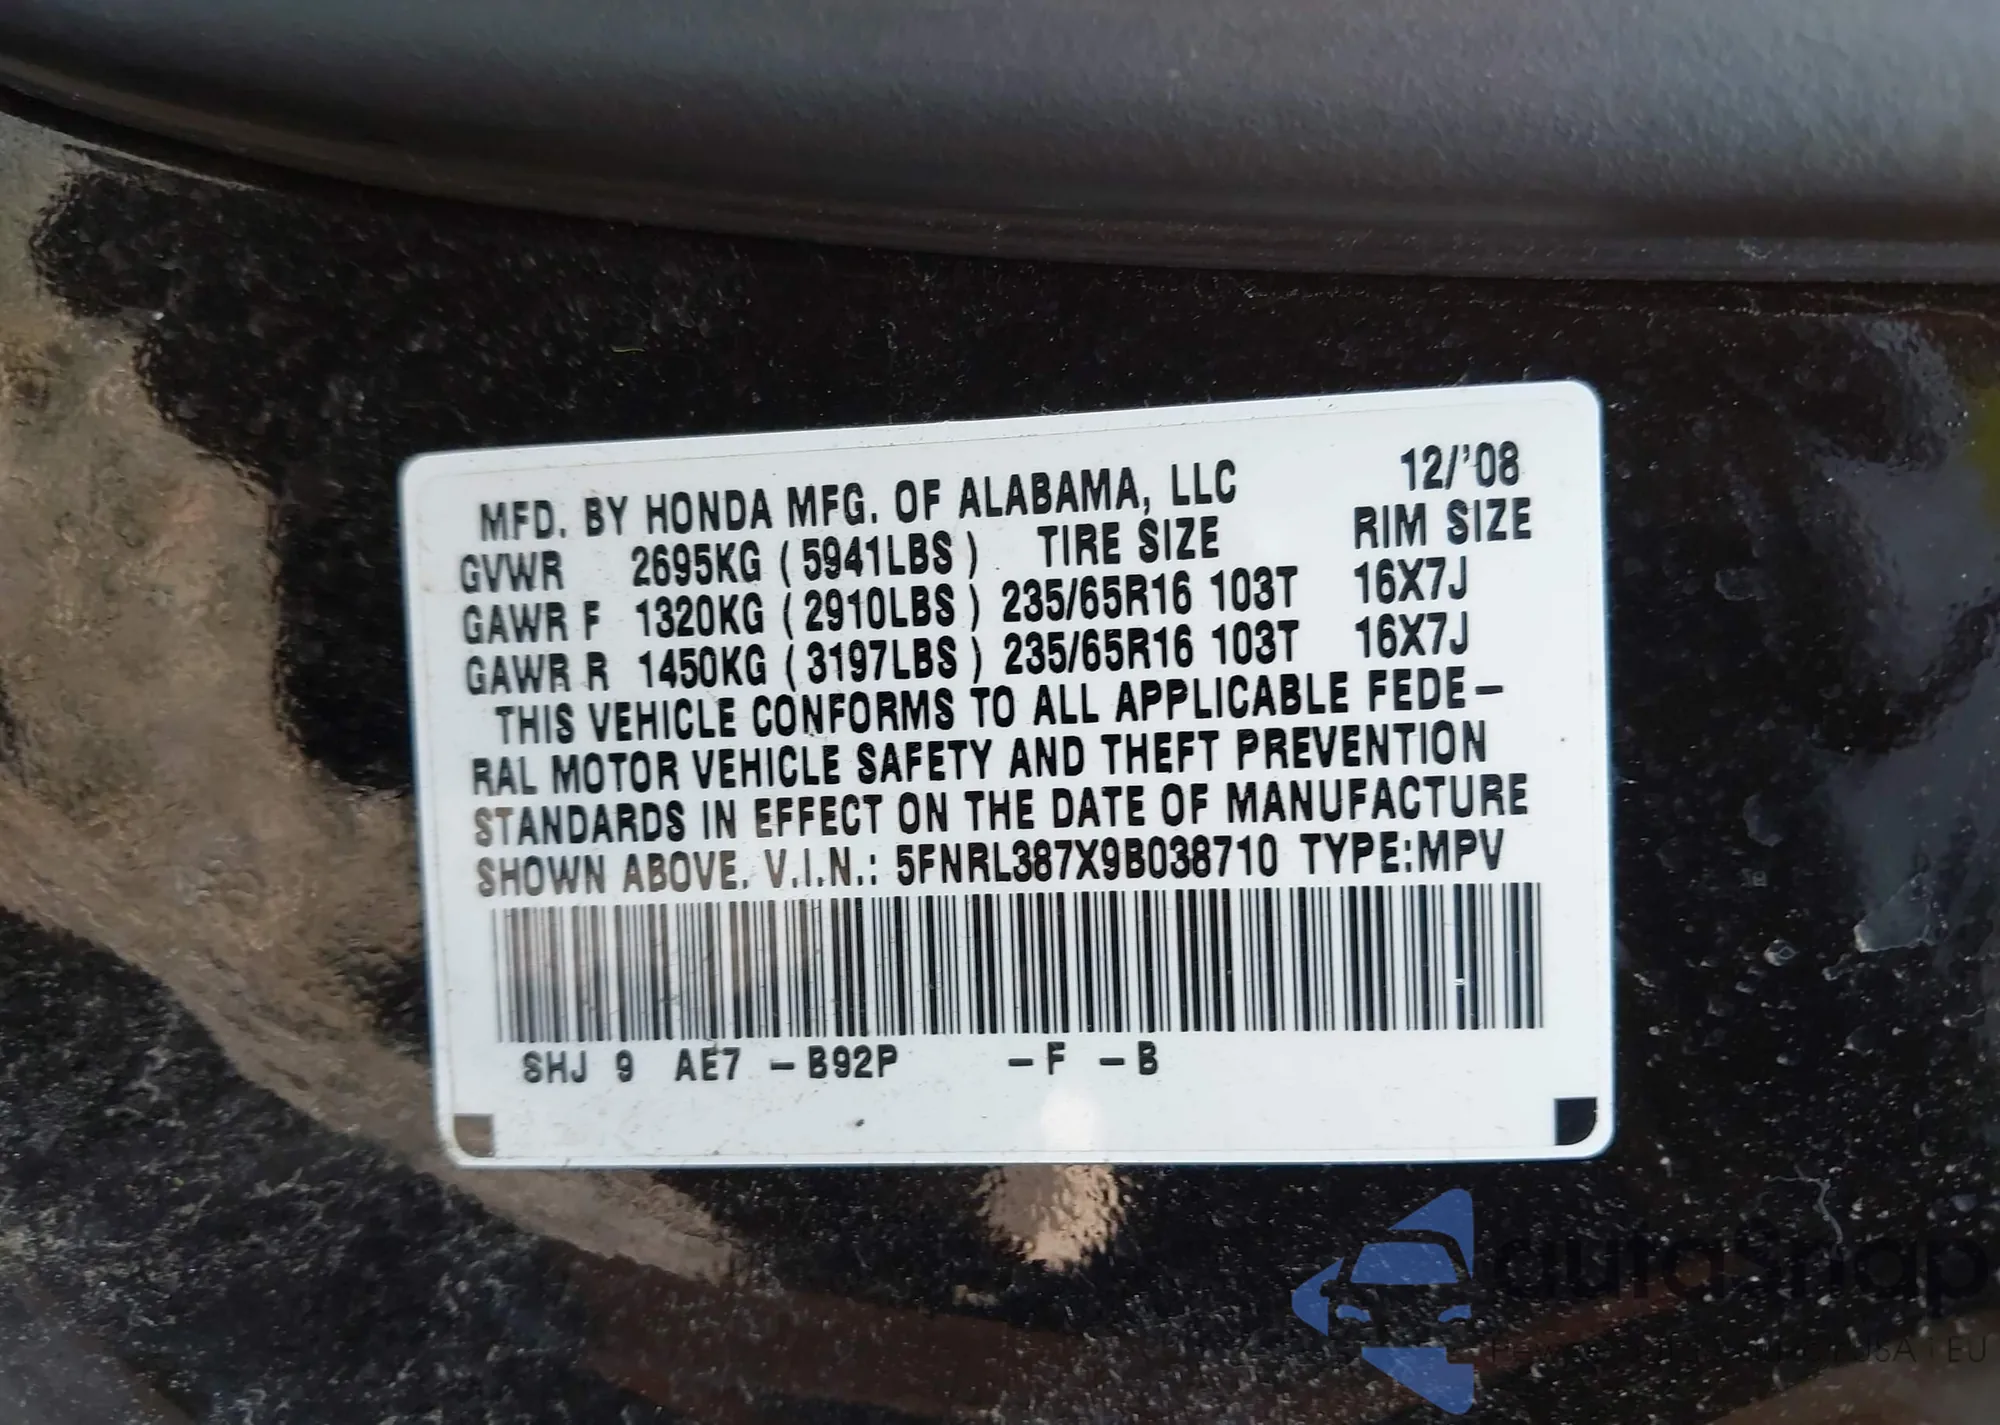 MFD. BY HONDA MFG. OF ALABAMA, LLC 12/'08
GVWR 2695KG (5941LBS) TIRE SIZE RIM SIZE
GAWR F 1320KG (2910LBS) 235/65R16 103T 16X7J
GAWR R 1450KG (3197LBS) 235/65R16 103T 16X7J
THIS VEHICLE CONFORMS TO ALL APPLICABLE FEDE-
RAL MOTOR VEHICLE SAFETY AND THEFT PREVENTION
STANDARDS IN EFFECT ON THE DATE OF MANUFACTURE
SHOWN ABOVE. V.I.N.: 5FNRL387X9B038710 TYPE:MPV
SHJ 9 AE7 -B92P -F -B
autosnap
USA EU